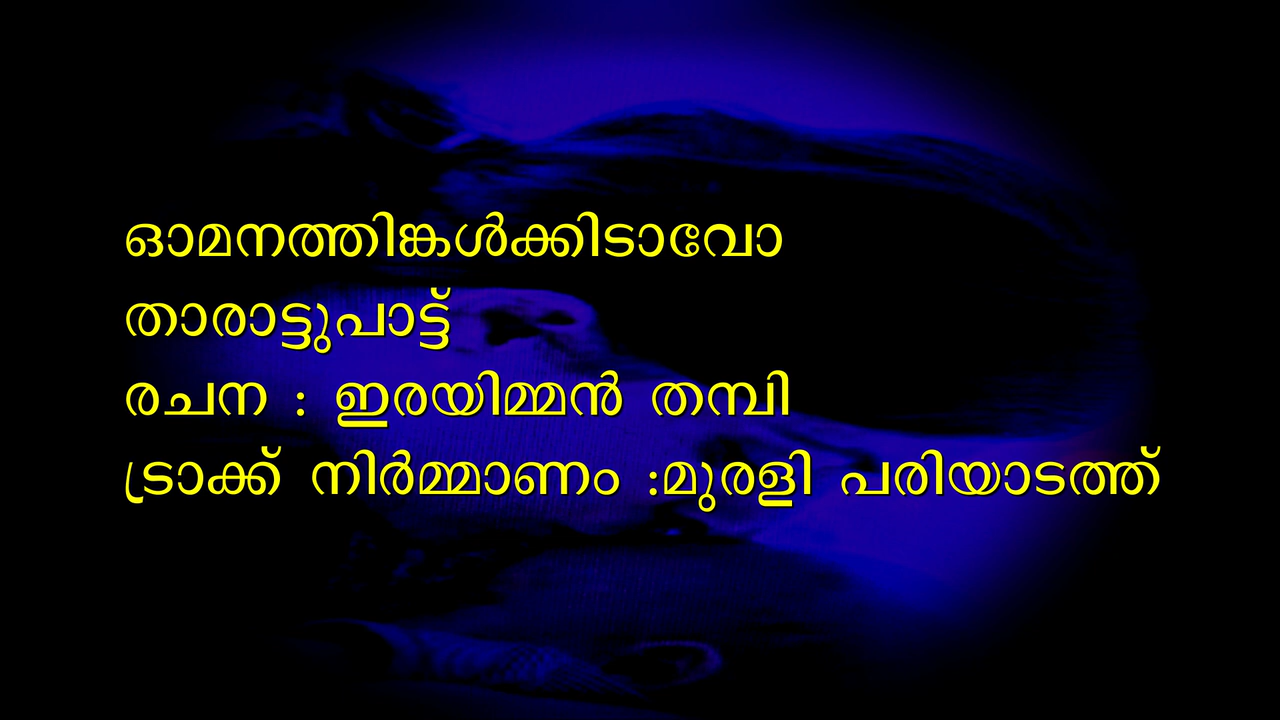 ഓമനത്തിങ്കൾക്കിടാവോ
താരാട്ടുപാട്ട്
രചന : ഇരയിമ്മൻ തമ്പി
ട്രാക്ക് നിർമ്മാണം :മുരളി പരിയാടത്ത്